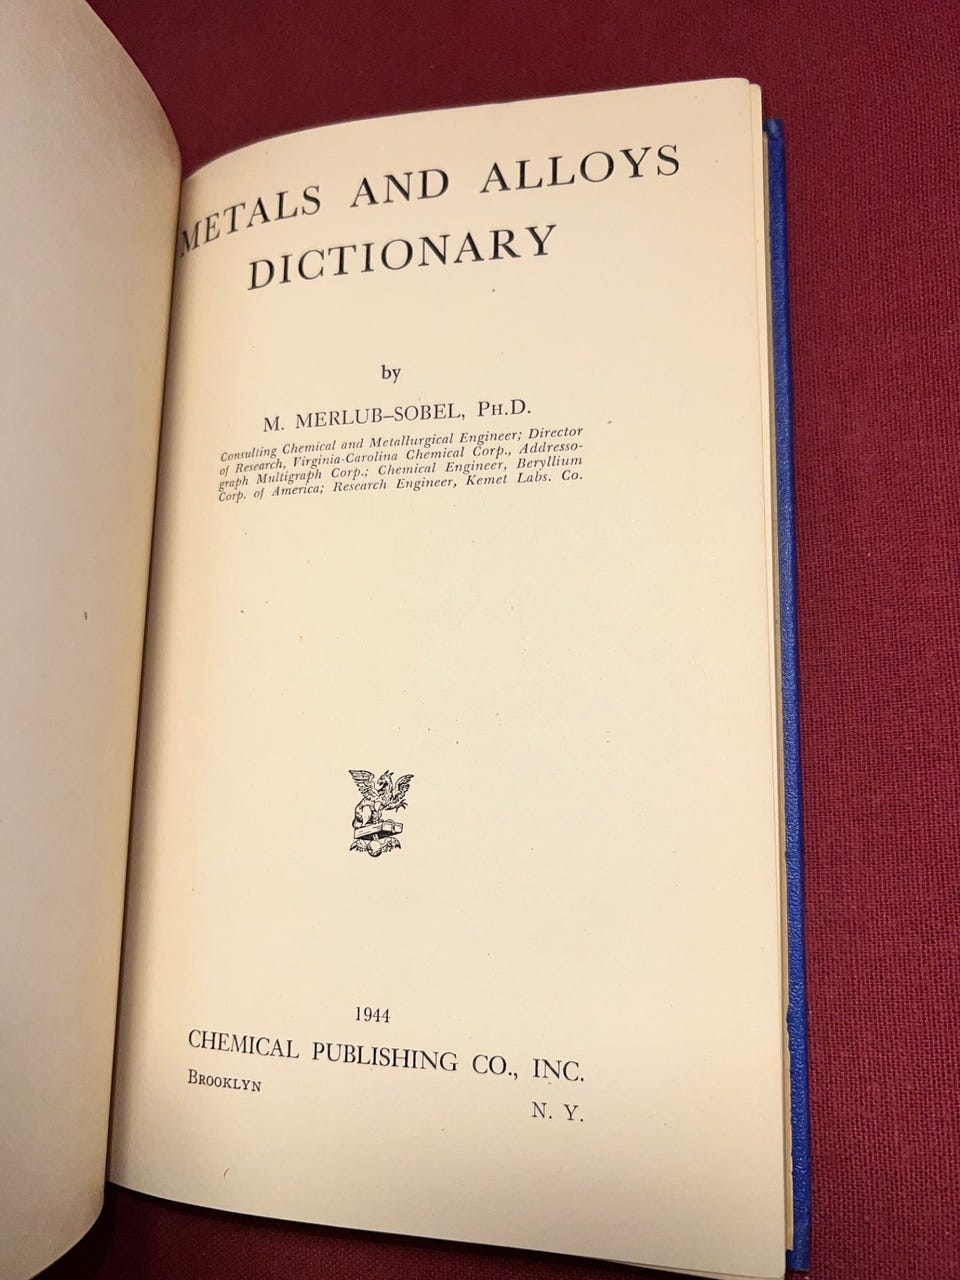 METALS AND ALLOYS
DICTIONARY
by
M. MERLUB–SOBEL, PH.D.
Consulting Chemical and Metallurgical Engineer; Director
of Research, Virginia-Carolina Chemical Corp., Addresso-
graph Multigraph Corp.; Chemical Engineer, Beryllium
Corp. of America; Research Engineer, Kemet Labs. Co.
1944
CHEMICAL PUBLISHING CO., INC.
BROOKLYN
N. Y.